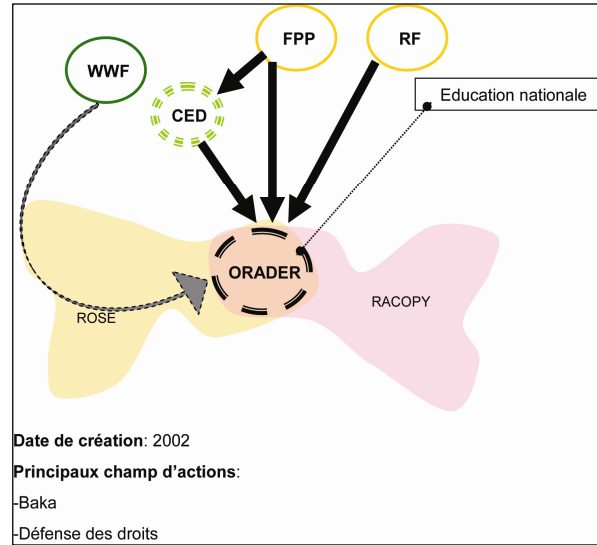 FPP
RF
WWF
CED
Education nationale
ORADER
ROSE
RACOPY
Date de création: 2002
Principaux champ d'actions:
-Baka
-Défense des droits